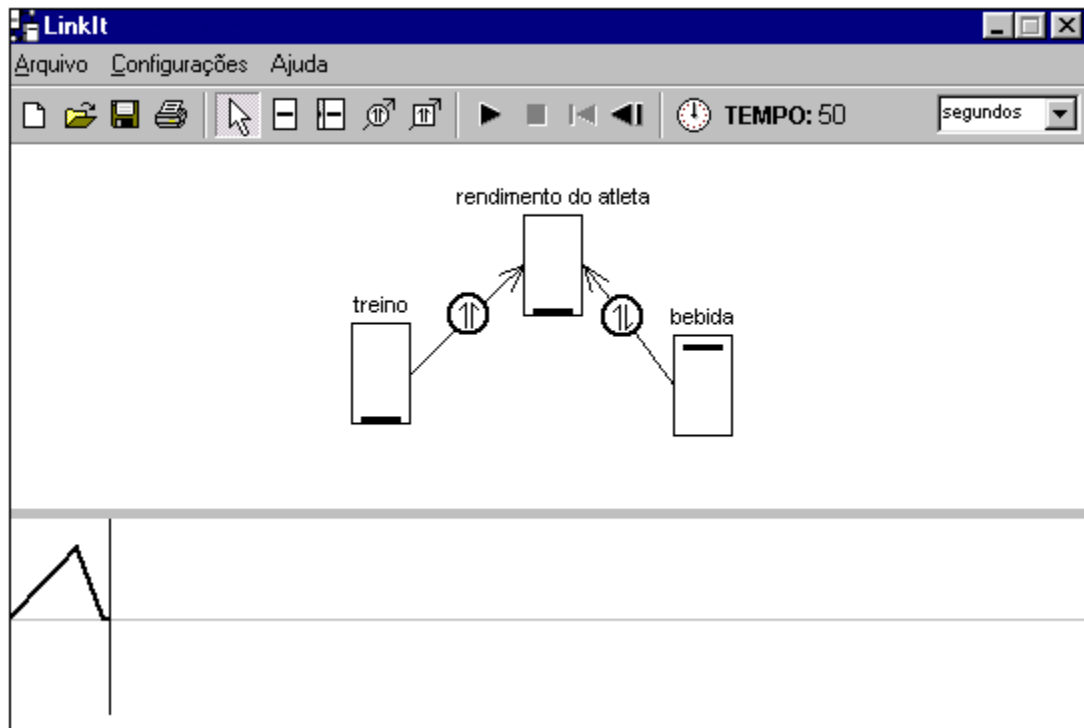 LinkIt
Arquivo Configurações Ajuda
TEMPO: 50 segundos
rendimento do atleta
treino
bebida